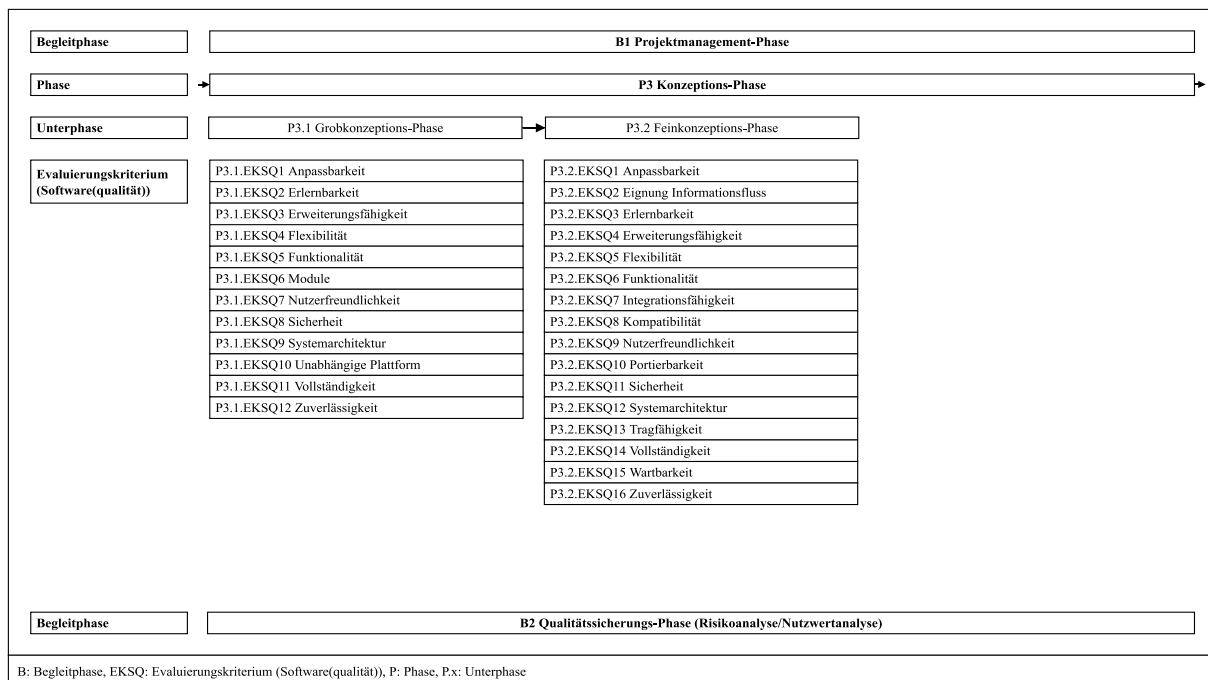 Begleitphase
B1 Projektmanagement-Phase
Phase
P3 Konzeptions-Phase
Unterphase
P3.1 Grobkonzeptions-Phase
P3.2 Feinkonzeptions-Phase
Evaluierungskriterium
(Software(qualität))
P3.1.EKSQ1 Anpassbarkeit
P3.1.EKSQ2 Erlernbarkeit
P3.1.EKSQ3 Erweiterungsfähigkeit
P3.1.EKSQ4 Flexibilität
P3.1.EKSQ5 Funktionalität
P3.1.EKSQ6 Module
P3.1.EKSQ7 Nutzerfreundlichkeit
P3.1.EKSQ8 Sicherheit
P3.1.EKSQ9 Systemarchitektur
P3.1.EKSQ10 Unabhängige Plattform
P3.1.EKSQ11 Vollständigkeit
P3.1.EKSQ12 Zuverlässigkeit
P3.2.EKSQ1 Anpassbarkeit
P3.2.EKSQ2 Eignung Informationsfluss
P3.2.EKSQ3 Erlernbarkeit
P3.2.EKSQ4 Erweiterungsfähigkeit
P3.2.EKSQ5 Flexibilität
P3.2.EKSQ6 Funktionalität
P3.2.EKSQ7 Integrationsfähigkeit
P3.2.EKSQ8 Kompatibilität
P3.2.EKSQ9 Nutzerfreundlichkeit
P3.2.EKSQ10 Portierbarkeit
P3.2.EKSQ11 Sicherheit
P3.2.EKSQ12 Systemarchitektur
P3.2.EKSQ13 Tragfähigkeit
P3.2.EKSQ14 Vollständigkeit
P3.2.EKSQ15 Wartbarkeit
P3.2.EKSQ16 Zuverlässigkeit
Begleitphase
B2 Qualitätssicherungs-Phase (Risikoanalyse/Nutzwertanalyse)
B: Begleitphase, EKSQ: Evaluierungskriterium (Software(qualität)), P: Phase, P.x: Unterphase